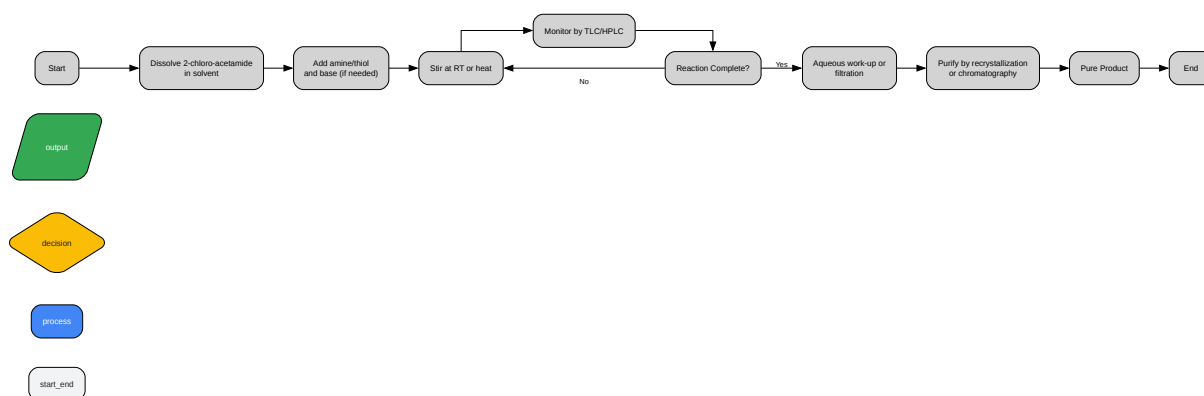 Start
Dissolve 2-chloro-acetamide
in solvent
Add amine/thiol
and base (if needed)
Stir at RT or heat
Monitor by TLC/HPLC
No
Reaction Complete?
Yes
Aqueous work-up or
filtration
Purify by recrystallization
or chromatography
Pure Product
End
output
decision
process
start_end